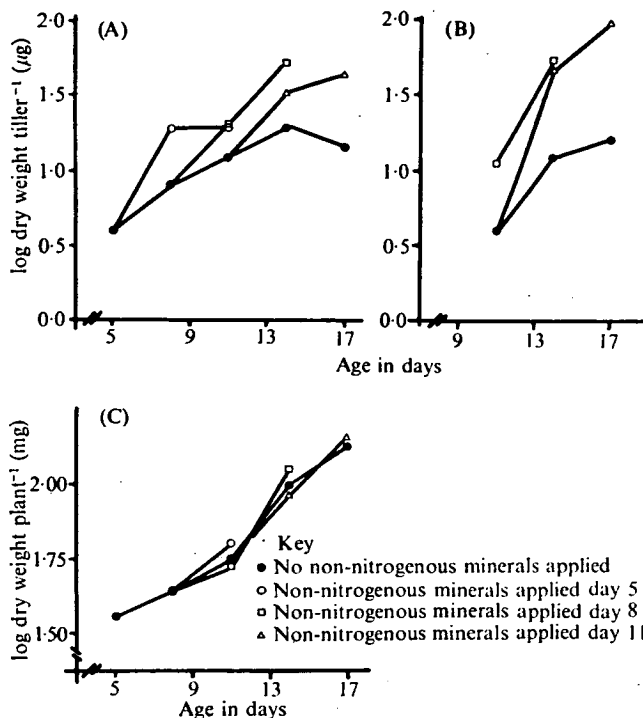 (A)
(B)
log dry weight tiller⁻¹ (μg)
2·0
1·5
1·0
0·5
0·0
5
9
13
17
2·0
1·5
1·0
0·5
0·0
9
13
17
Age in days
(C)
log dry weight plant⁻¹ (mg)
2·00
1·75
1·50
5
9
13
17
Age in days
Key
No non-nitrogenous minerals applied
Non-nitrogenous minerals applied day 5
Non-nitrogenous minerals applied day 8
Non-nitrogenous minerals applied day 11